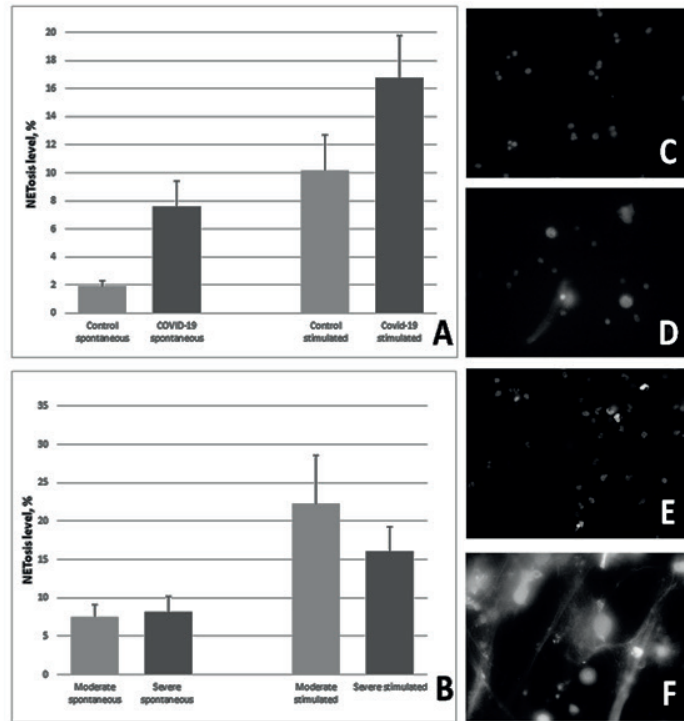 NETosis level, %
20
18
16
14
12
10
8
6
4
2
0
Control
spontaneous
COVID-19
spontaneous
Control
stimulated
Covid-19
stimulated
A
C
D
NETosis level, %
35
30
25
20
15
10
5
0
Moderate
spontaneous
Severe
spontaneous
Moderate
stimulated
Severe stimulated
B
E
F